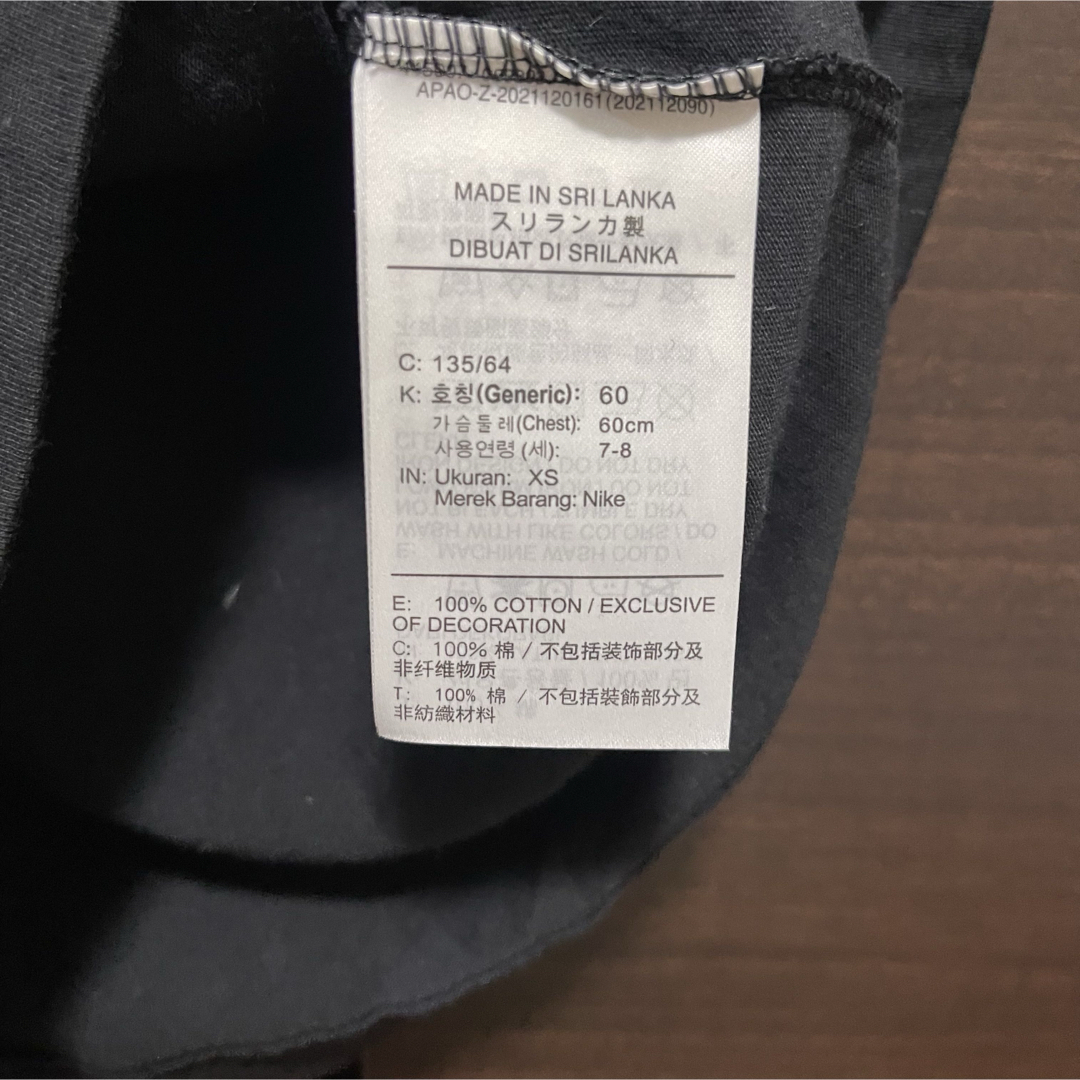 APAO-Z-2021120161(202112090)
MADE IN SRI LANKA
スリランカ製
DIBUAT DI SRILANKA
C: 135/64
K: 호칭(Generic): 60
가슴둘레(Chest): 60cm
사용연령 (세): 7-8
IN: Ukuran: XS
Merek Barang: Nike
E: 100% COTTON / EXCLUSIVE
OF DECORATION
C: 100% 棉 / 不包括装饰部分及
非纤维物质
T: 100% 棉 / 不包括裝飾部分及
非紡織材料